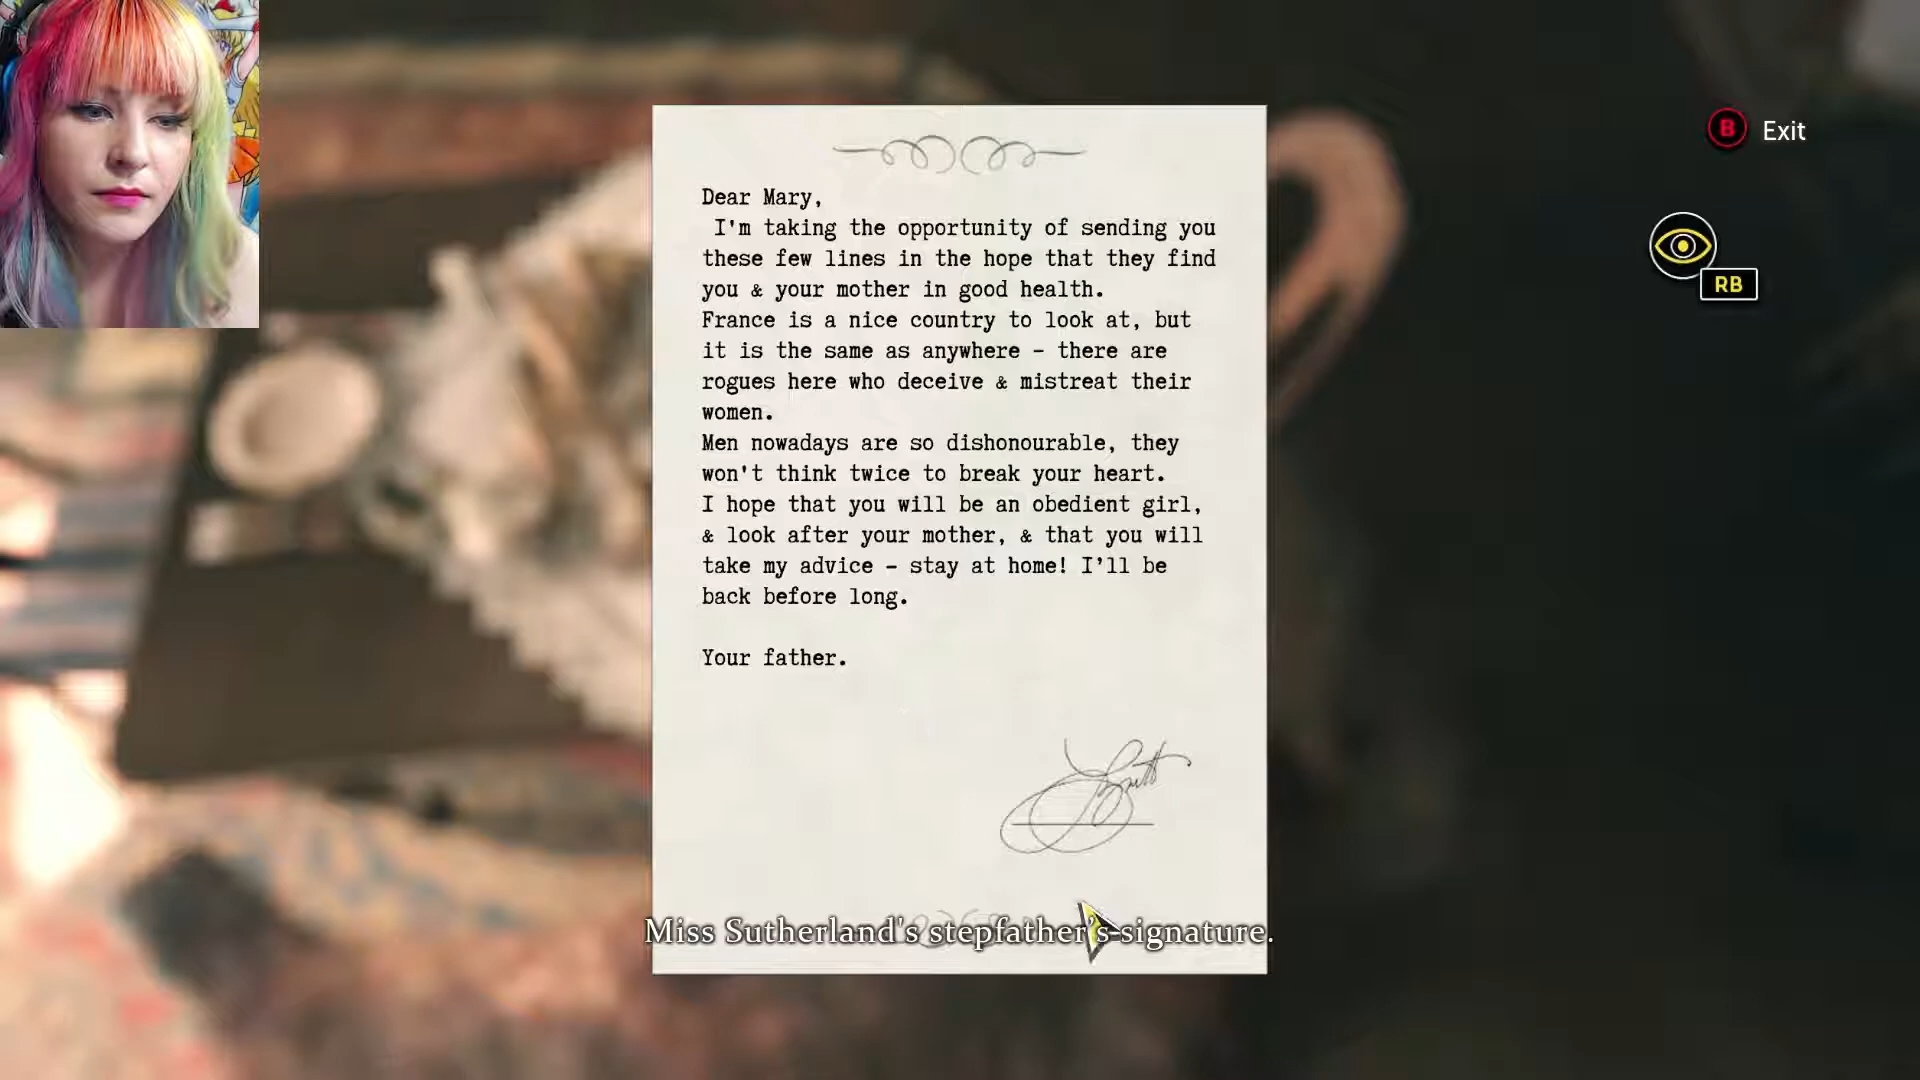 B Exit
RB
Dear Mary,
I'm taking the opportunity of sending you
these few lines in the hope that they find
you & your mother in good health.
France is a nice country to look at, but
it is the same as anywhere – there are
rogues here who deceive & mistreat their
women.
Men nowadays are so dishonourable, they
won't think twice to break your heart.
I hope that you will be an obedient girl,
& look after your mother, & that you will
take my advice – stay at home! I’ll be
back before long.
Your father.
Miss Sutherland's stepfather's signature.